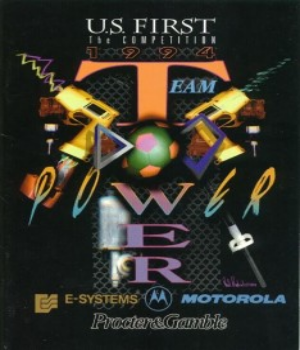 U.S. FIRST
The COMPETITION
1994
TEAM
POWER
TOWER
E-SYSTEMS MOTOROLA
Procter&Gamble